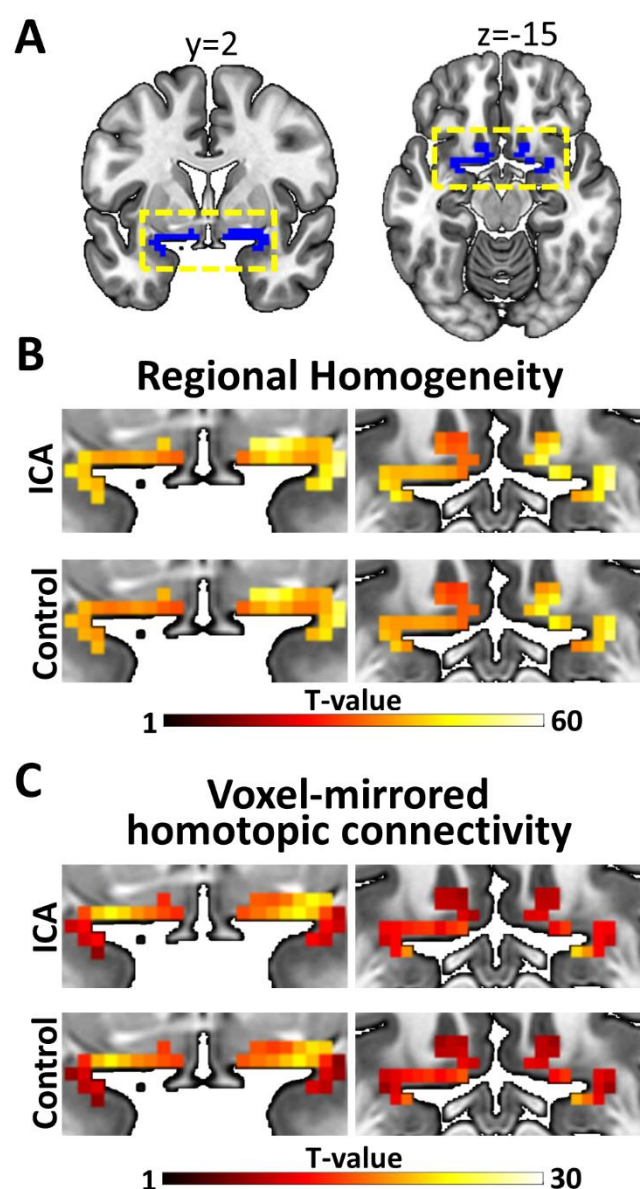 A
y=2
z=-15
B
Regional Homogeneity
ICA
Control
T-value
1
60
C
Voxel-mirrored
homotopic connectivity
ICA
Control
T-value
1
30